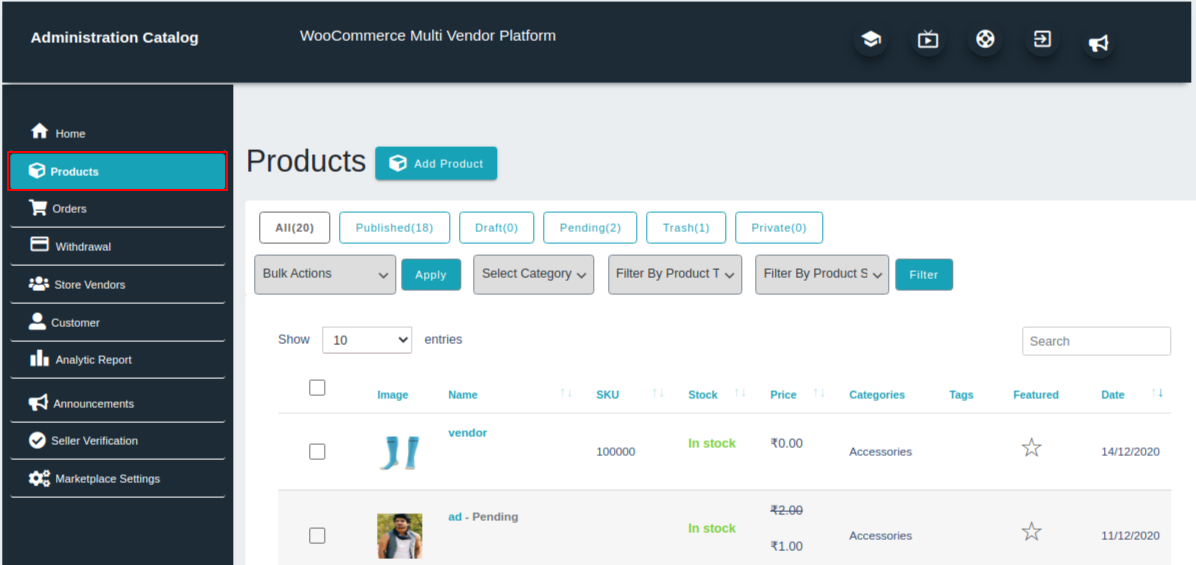 Administration Catalog
WooCommerce Multi Vendor Platform
Home
Products
Orders
Withdrawal
Store Vendors
Customer
Analytic Report
Announcements
Seller Verification
Marketplace Settings
Products
Add Product
All(20) Published(18) Draft(0) Pending(2) Trash(1) Private(0)
Bulk Actions Apply Select Category Filter By Product T Filter By Product S Filter
Show 10 entries Search
Image Name SKU Stock Price Categories Tags Featured Date
vendor 100000 In stock ₹0.00 Accessories 14/12/2020
ad - Pending In stock ₹2.00 ₹1.00 Accessories 11/12/2020